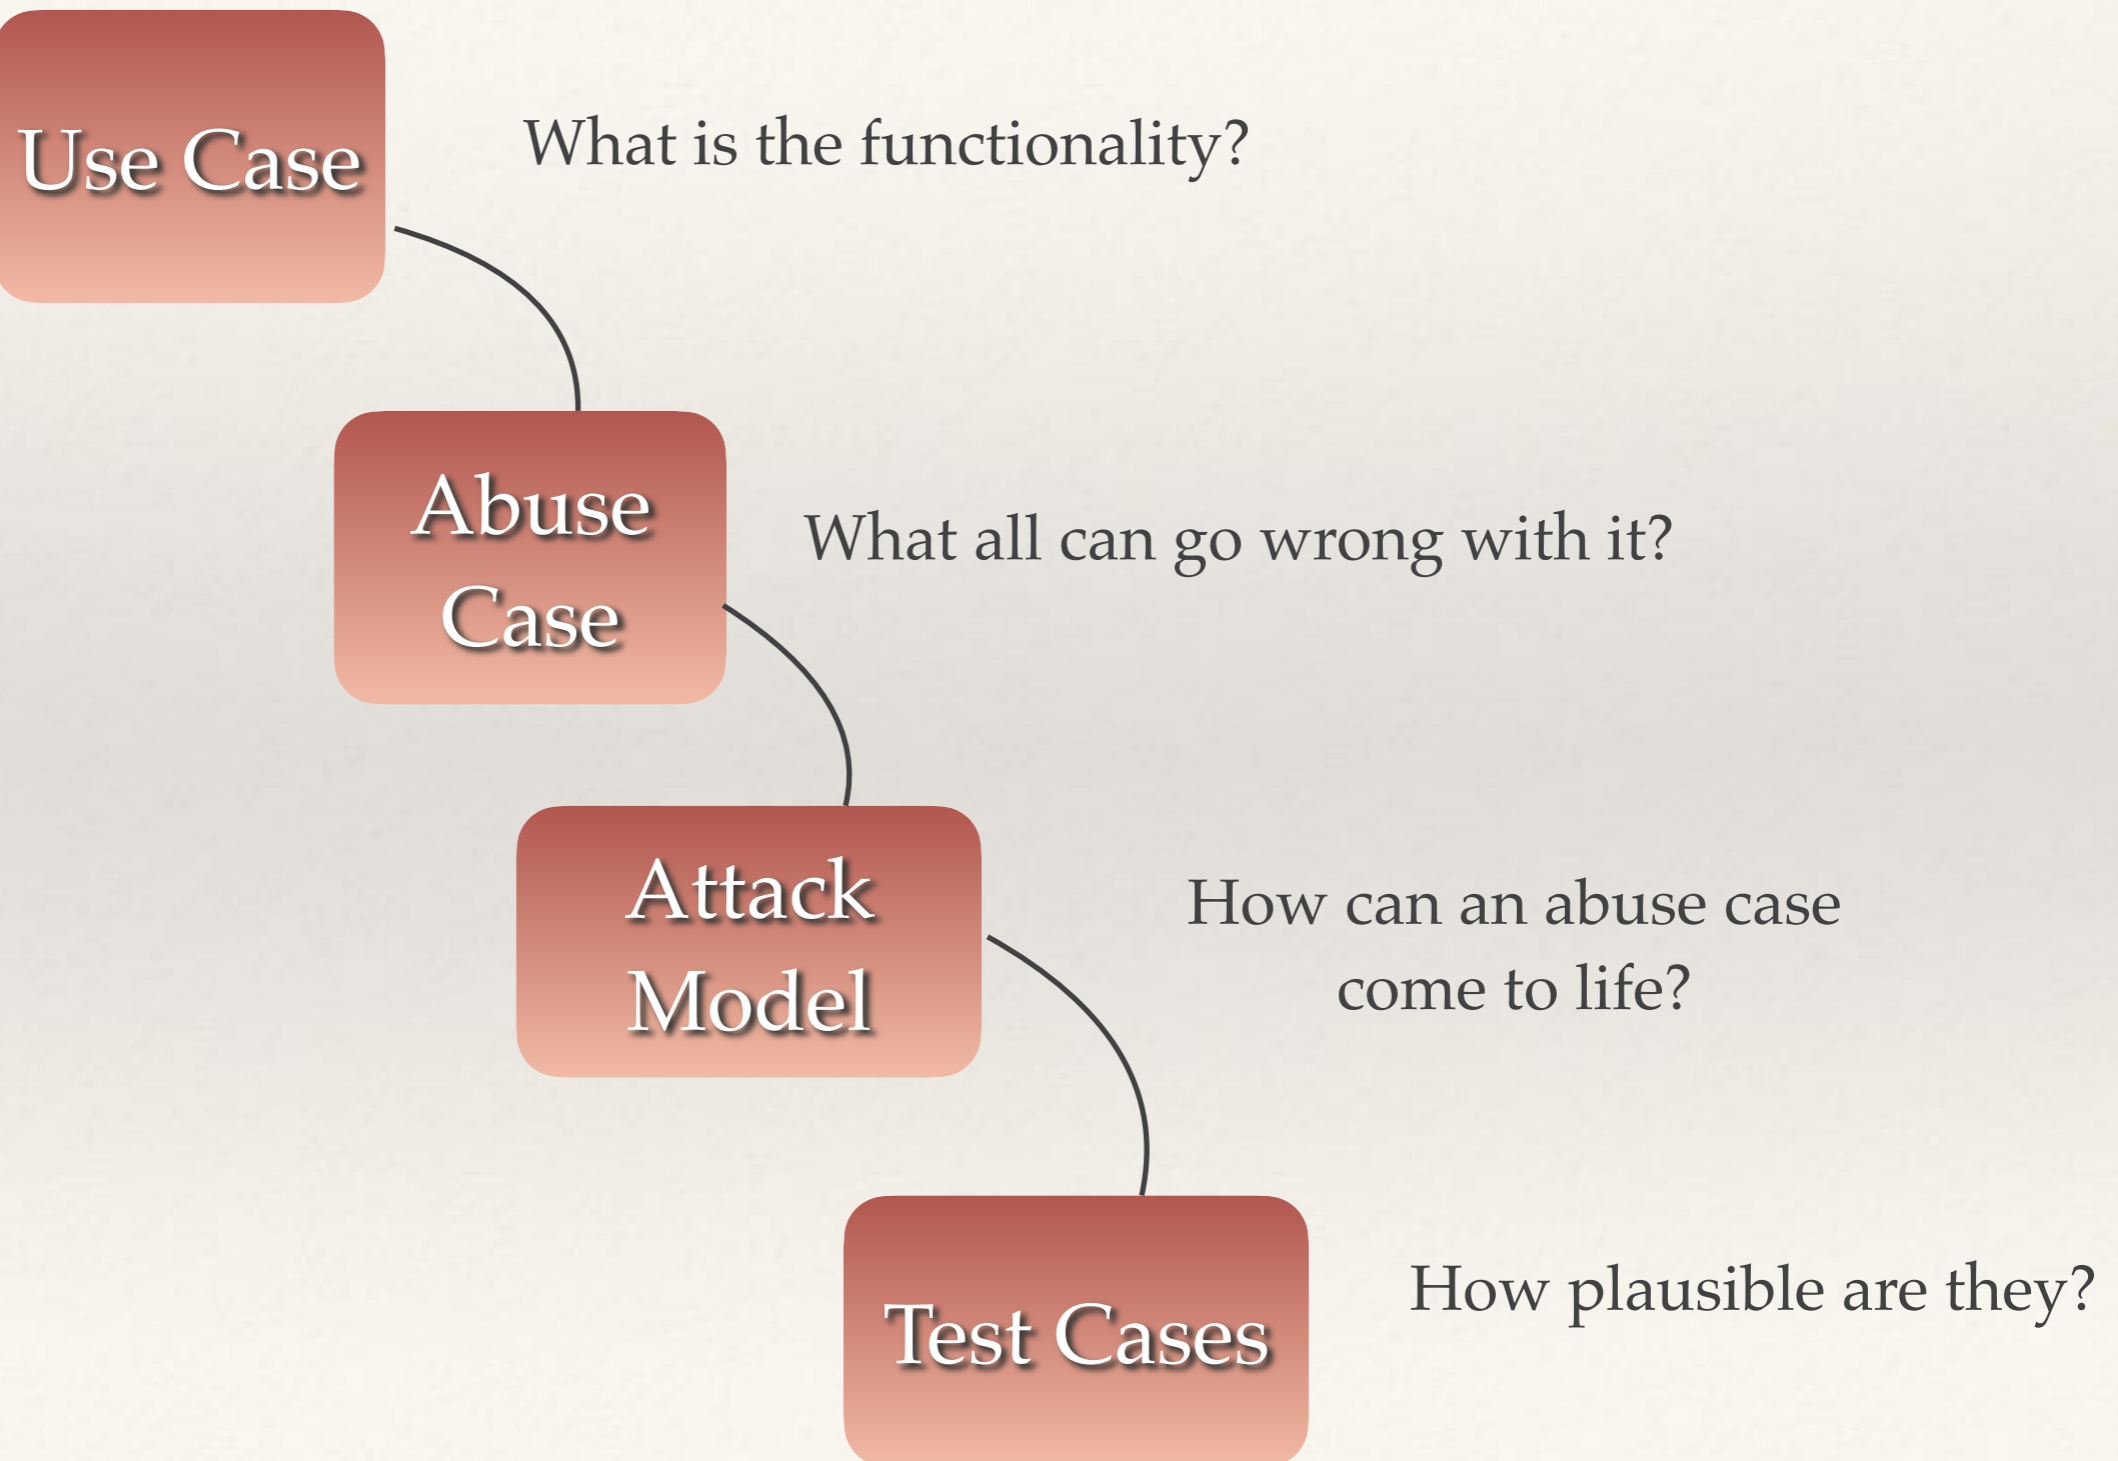 Use Case
What is the functionality?
Abuse
Case
What all can go wrong with it?
Attack
Model
How can an abuse case
come to life?
Test Cases
How plausible are they?